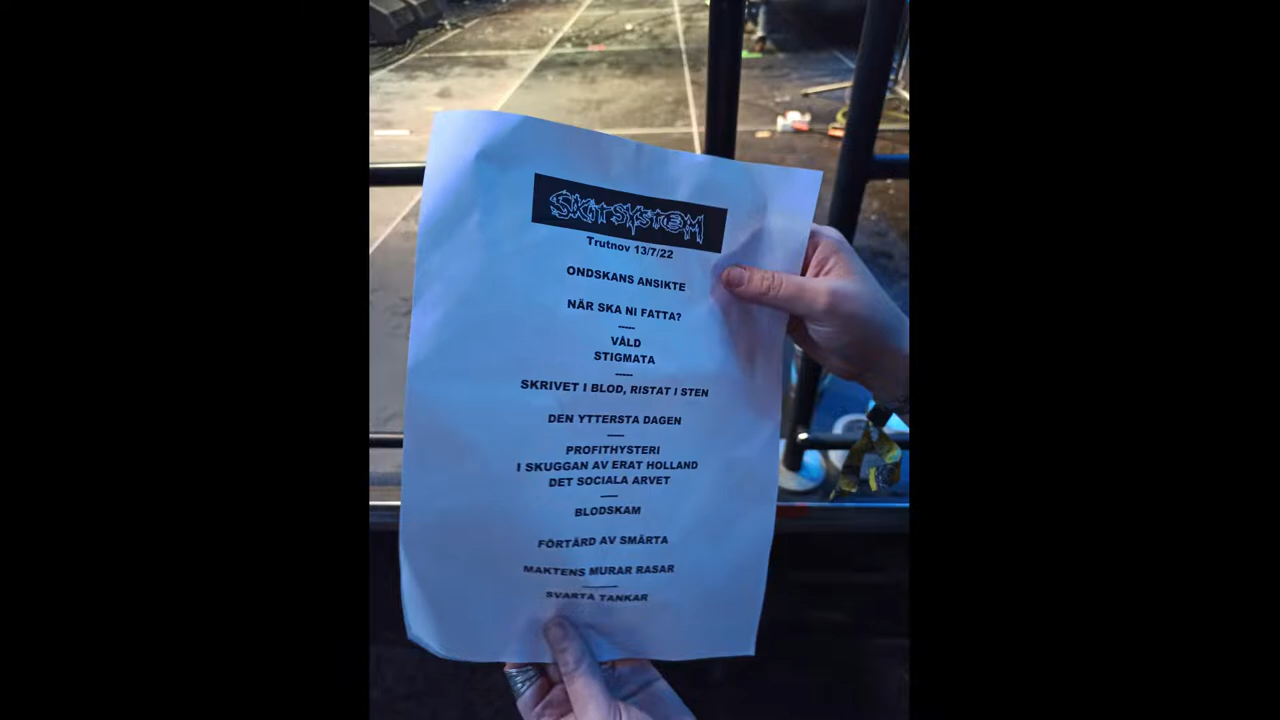 SKITSYSTEM
Trutnov 13/7/22
ONDSKANS ANSIKTE
NÄR SKA NI FATTA?
-----
VÅLD
STIGMATA
-----
SKRIVET I BLOD, RISTAT I STEN
DEN YTTERSTA DAGEN
-----
PROFITHYSTERI
I SKUGGAN AV ERAT HOLLAND
DET SOCIALA ARVET
-----
BLODSKAM
FÖRTÄRD AV SMÄRTA
MAKTENS MURAR RASAR
-----
SVARTA TANKAR